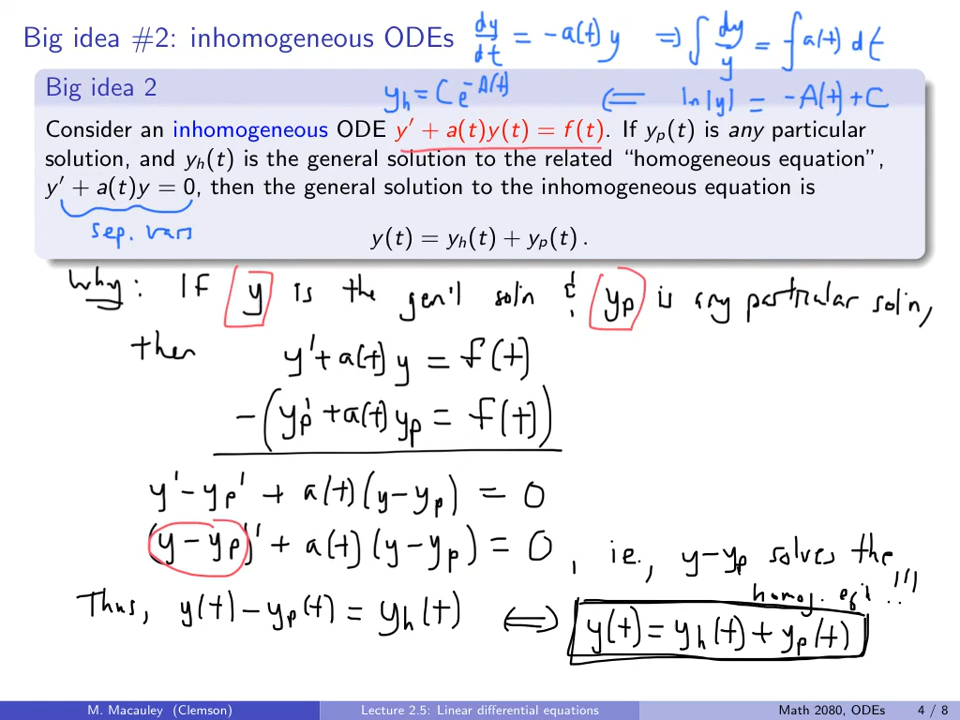 Big idea #2: inhomogeneous ODEs dy/dt = -a(t) y ⇒ ∫ dy/y = ∫ a(t) dt
Big idea 2
y_h = C e^{-A(t)} ⇐ ln|y| = -A(t) + C
Consider an inhomogeneous ODE y′ + a(t)y(t) = f(t). If y_p(t) is any particular
solution, and y_h(t) is the general solution to the related “homogeneous equation”,
y′ + a(t)y = 0, then the general solution to the inhomogeneous equation is
sep. vars
y(t) = y_h(t) + y_p(t) .
Why: If y is the gen'l soln & y_p is any particular sol'n,
then y' + a(t) y = f(t)
-(y_p' + a(t) y_p = f(t))
y' - y_p' + a(t)(y - y_p) = 0
(y - y_p)' + a(t)(y - y_p) = 0, i.e., y - y_p solves the
homog. eq'n!!!
Thus, y(t) - y_p(t) = y_h(t) ⇔ y(t) = y_h(t) + y_p(t)
M. Macauley (Clemson) Lecture 2.5: Linear differential equations Math 2080, ODEs 4 / 8